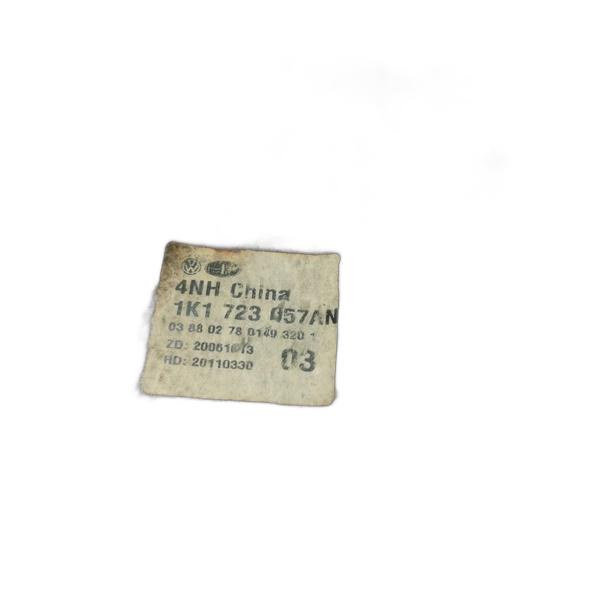 4NH China
1K1 723 057AN
03 88 02 78 0149 320 1
ZD: 20061013
HD: 20110330
03